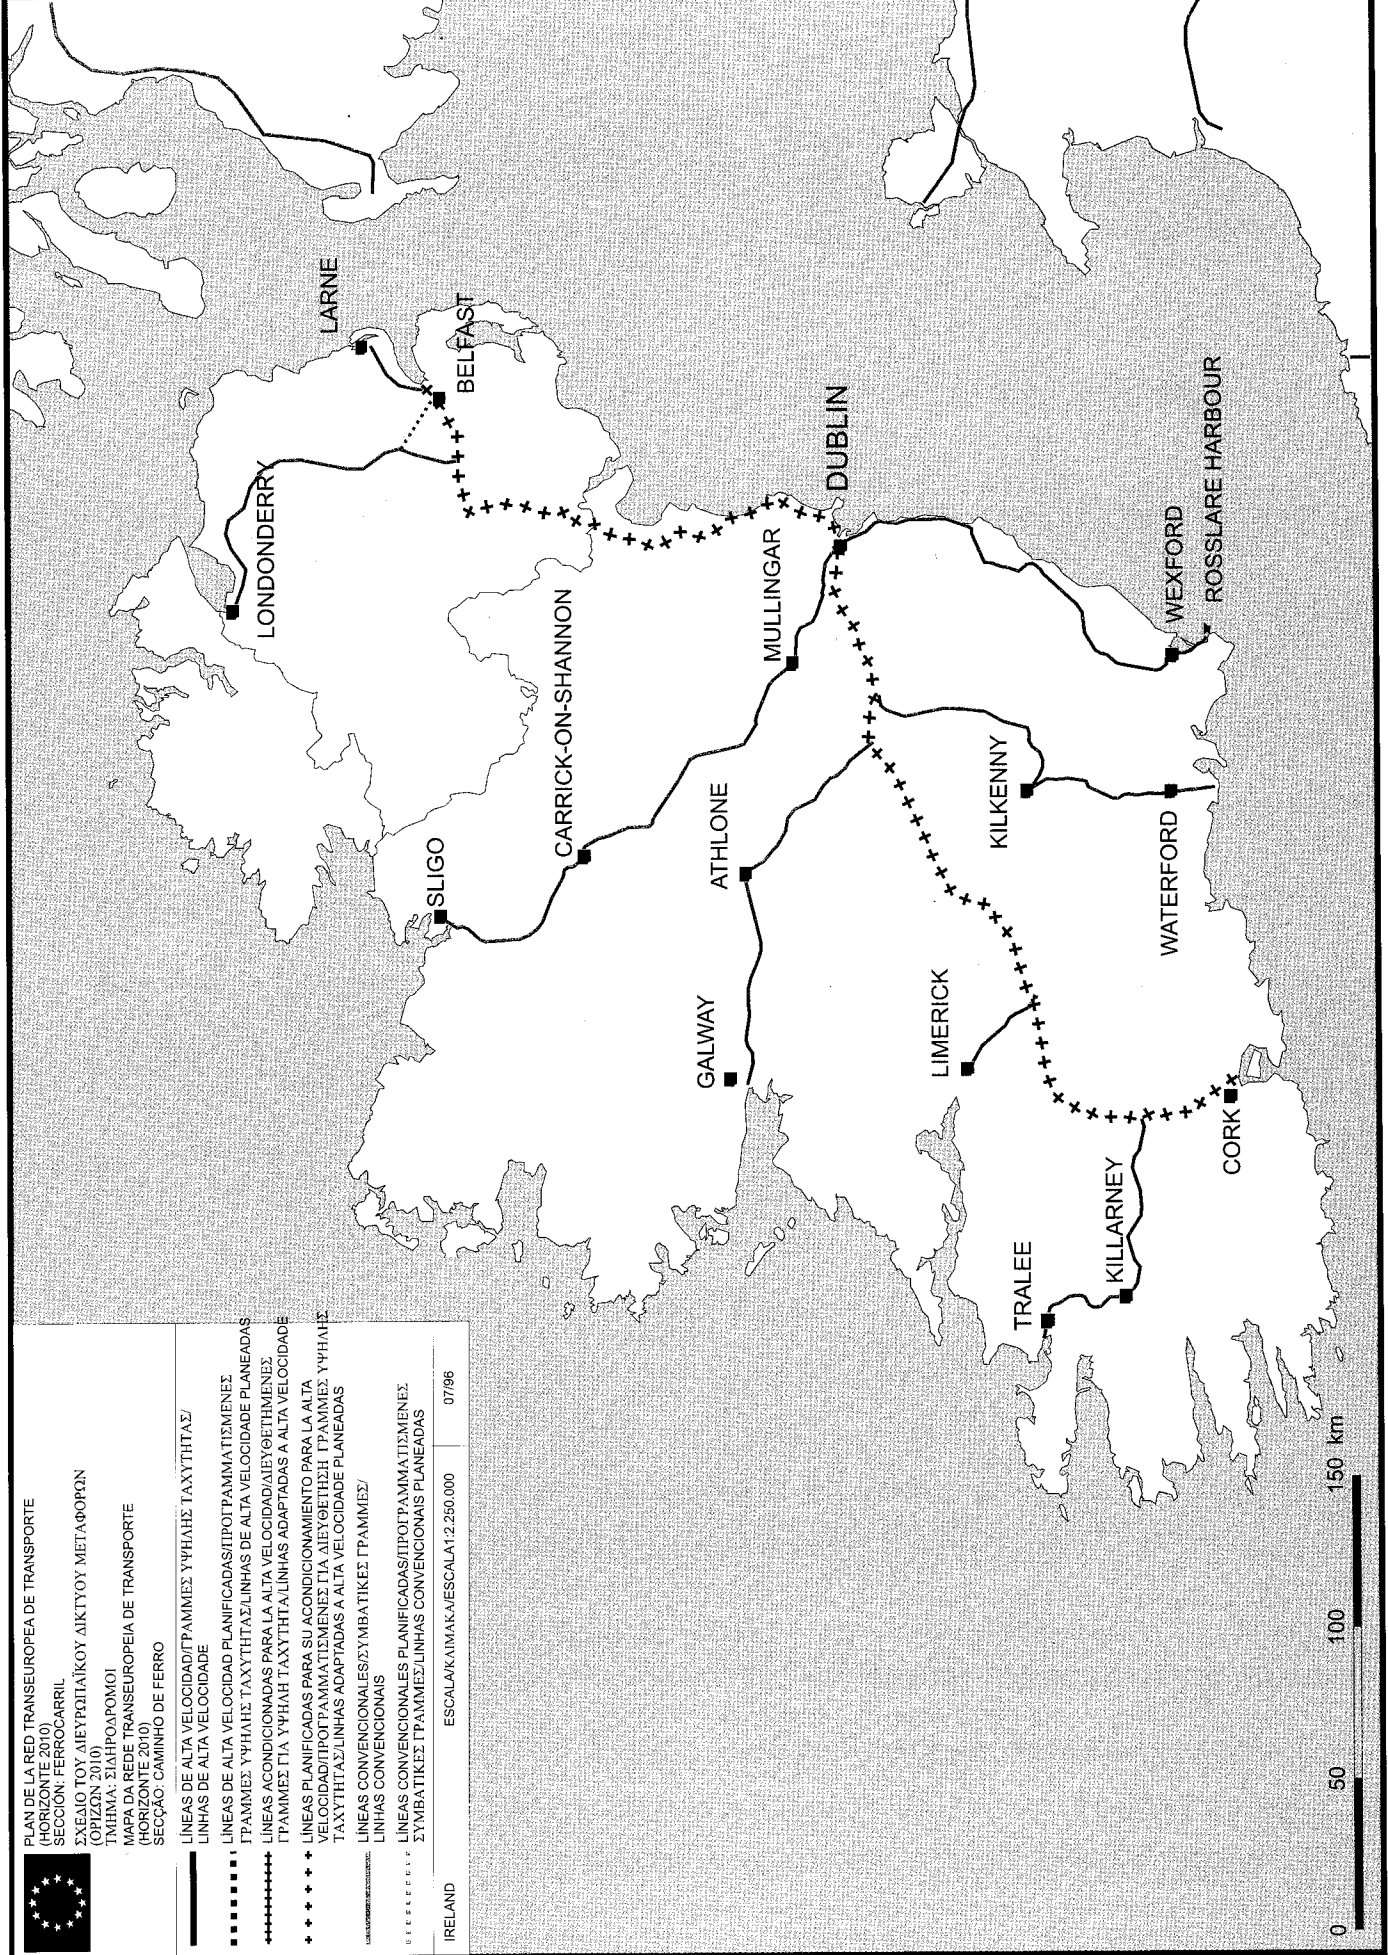 PLAN DE LA RED TRANSEUROPEA DE TRANSPORTE
(HORIZONTE 2010)
SECCIÓN: FERROCARRIL
ΣΧΕΔΙΟ ΤΟΥ ΔΙΕΥΡΩΠΑΪΚΟΥ ΔΙΚΤΥΟΥ ΜΕΤΑΦΟΡΩΝ
(ΟΡΙΖΩΝ 2010)
ΤΜΗΜΑ: ΣΙΔΗΡΟΔΡΟΜΟΙ
MAPA DA REDE TRANSEUROPEIA DE TRANSPORTE
(HORIZONTE 2010)
SECÇÃO: CAMINHO DE FERRO
LÍNEAS DE ALTA VELOCIDAD/ΓΡΑΜΜΕΣ ΥΨΗΛΗΣ ΤΑΧΥΤΗΤΑΣ/
LINHAS DE ALTA VELOCIDADE
LÍNEAS DE ALTA VELOCIDAD PLANIFICADAS/ΠΡΟΓΡΑΜΜΑΤΙΣΜΕΝΕΣ
ΓΡΑΜΜΕΣ ΥΨΗΛΗΣ ΤΑΧΥΤΗΤΑΣ/LINHAS DE ALTA VELOCIDADE PLANEADAS
LÍNEAS ACONDICIONADAS PARA LA ALTA VELOCIDAD/ΔΙΕΥΘΕΤΗΜΕΝΕΣ
ΓΡΑΜΜΕΣ ΓΙΑ ΥΨΗΛΗ ΤΑΧΥΤΗΤΑ/LINHAS ADAPTADAS A ALTA VELOCIDADE
LÍNEAS PLANIFICADAS PARA SU ACONDICIONAMIENTO PARA LA ALTA
VELOCIDAD/ΠΡΟΓΡΑΜΜΑΤΙΣΜΕΝΕΣ ΓΙΑ ΔΙΕΥΘΕΤΗΣΗ ΓΡΑΜΜΕΣ ΥΨΗΛΗΣ
ΤΑΧΥΤΗΤΑΣ/LINHAS ADAPTADAS A ALTA VELOCIDADE PLANEADAS
LÍNEAS CONVENCIONALES/ΣΥΜΒΑΤΙΚΕΣ ΓΡΑΜΜΕΣ/
LINHAS CONVENCIONAIS
LÍNEAS CONVENCIONALES PLANIFICADAS/ΠΡΟΓΡΑΜΜΑΤΙΣΜΕΝΕΣ
ΣΥΜΒΑΤΙΚΕΣ ΓΡΑΜΜΕΣ/LINHAS CONVENCIONAIS PLANEADAS
IRELAND ESCALA/ΚΛΙΜΑΚΑ/ESCALA1:2.250.000 07/96
LARNE
BELFAST
LONDONDERRY
SLIGO
CARRICK-ON-SHANNON
MULLINGAR
DUBLIN
ATHLONE
GALWAY
LIMERICK
KILKENNY
WEXFORD
ROSSLARE HARBOUR
WATERFORD
TRALEE
KILLARNEY
CORK
0 50 100 150 km